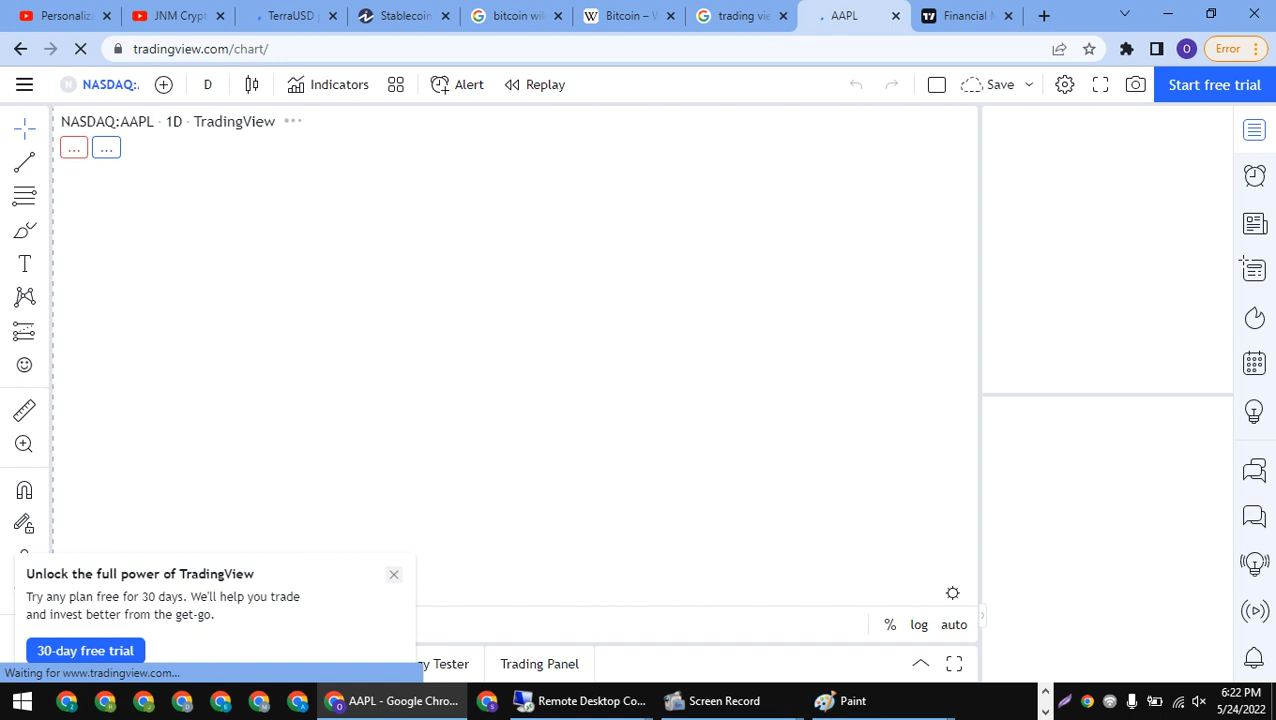 Personaliz
JNM Crypt
TerraUSD
Stablecoin
bitcoin wi
Bitcoin – W
trading vie
AAPL
Financial M
tradingview.com/chart/
O
Error
NASDAQ:
D
Indicators
Alert
Replay
Save
Start free trial
NASDAQ:AAPL · 1D · TradingView
...
...
Unlock the full power of TradingView
Try any plan free for 30 days. We'll help you trade
and invest better from the get-go.
% log auto
30-day free trial
y Tester
Trading Panel
Waiting for www.tradingview.com...
AAPL - Google Chro...
Remote Desktop Co...
Screen Record
Paint
6:22 PM
5/24/2022